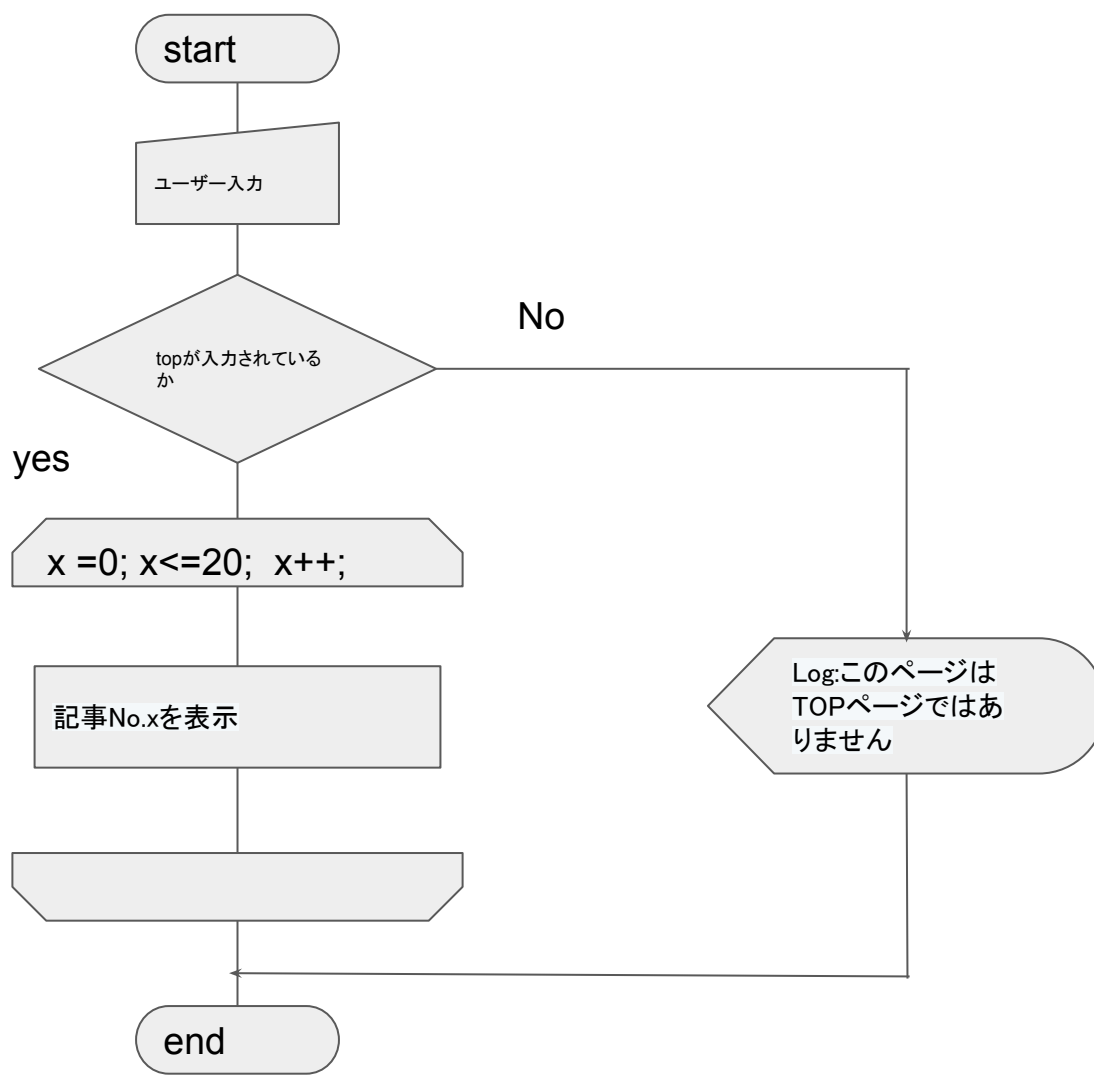 start
ユーザー入力
No
topが入力されている
か
yes
x =0; x<=20;  x++;
記事No.xを表示
Log:このページは
TOPページではあ
りません
end